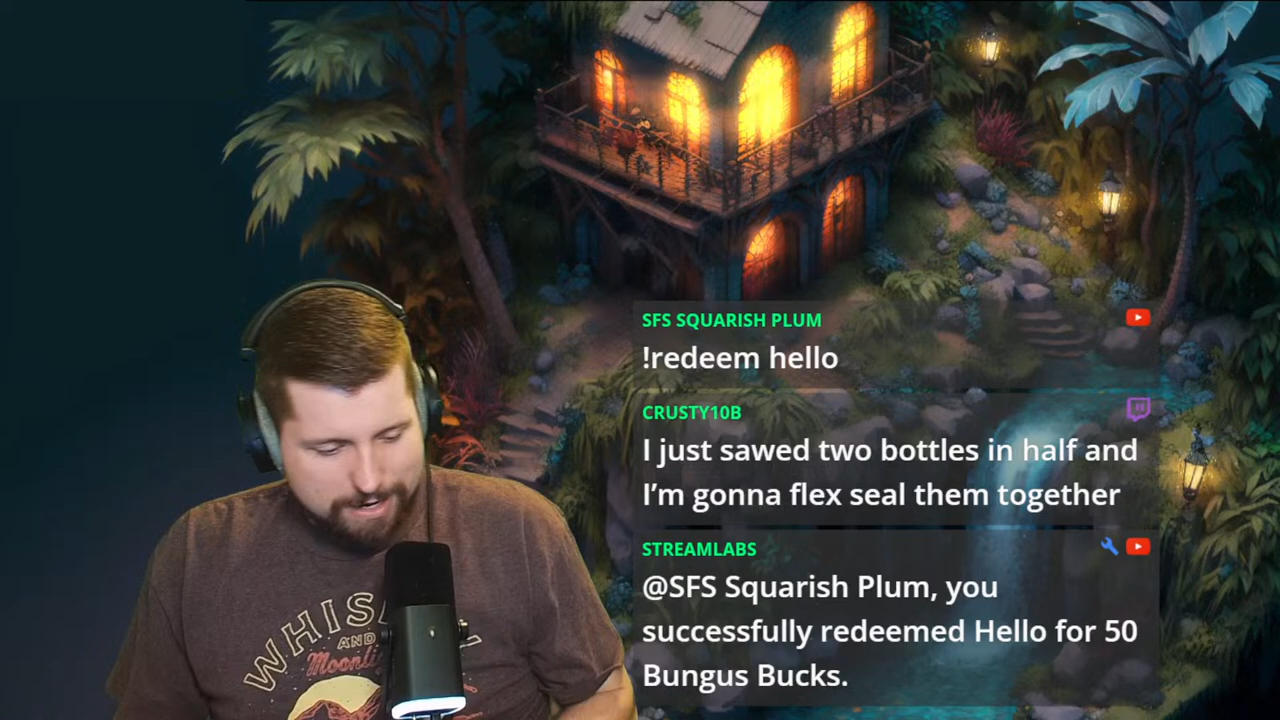 SFS SQUARISH PLUM
!redeem hello
CRUSTY10B
I just sawed two bottles in half and
I'm gonna flex seal them together
STREAMLABS
@SFS Squarish Plum, you
successfully redeemed Hello for 50
Bungus Bucks.
AND